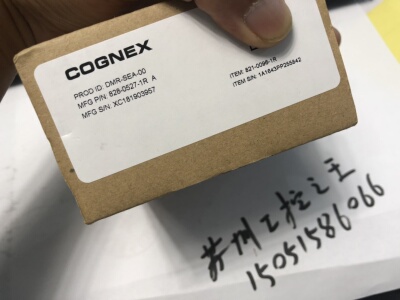 COGNEX
PROD ID: DMR-SEA-00
MFG P/N: 828-0527-1R A
MFG S/N: XC181903957
ITEM: 821-0096-1R
ITEM S/N: 1A1843PP255842
苏州工控之王
15051586066